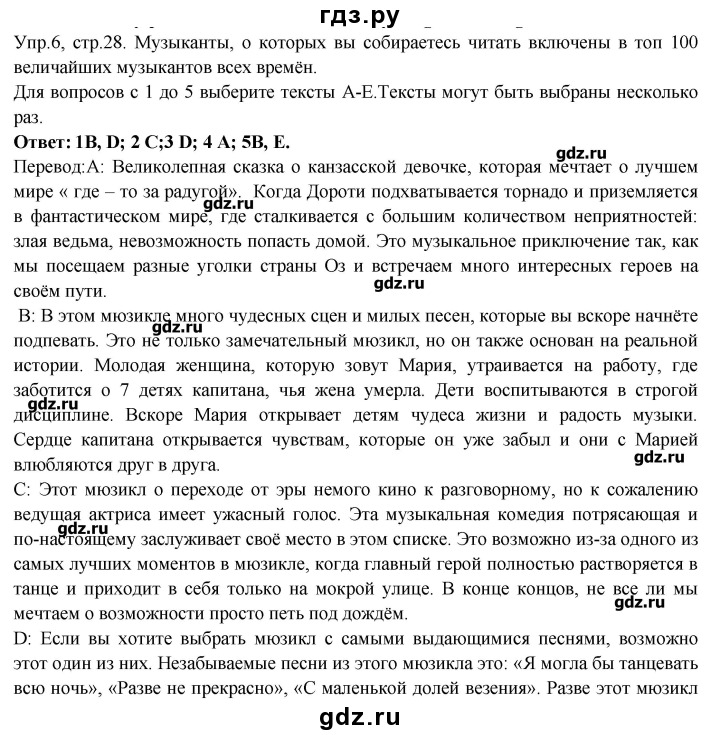 гдз.ру
Упр.6, стр.28. Музыканты, о которых вы собираетесь читать включены в топ 100
величайших музыкантов всех времён.
Для вопросов с 1 до 5 выберите тексты А-Е.Тексты могут быть выбраны несколько
раз.
Ответ: 1B, D; 2 C;3 D; 4 A; 5B, E.
gdz.ru
Перевод:А: Великолепная сказка о канзасской девочке, которая мечтает о лучшем
мире « где – то за радугой». Когда Дороти подхватывается торнадо и приземляется
gdz.ru
в фантастическом мире, где сталкивается с большим количеством неприятностей:
злая ведьма, невозможность попасть домой. Это музыкальное приключение так, как
мы посещаем разные уголки страны Оз и встречаем много интересных героев на
gdz.ru
своём пути.
В: В этом мюзикле много чудесных сцен и милых песен, которые вы вскоре начнёте
gdz.ru
подпевать. Это не только замечательный мюзикл, но он также основан на реальной
истории. Молодая женщина, которую зовут Мария, утраивается на работу, где
заботится о 7 детях капитана, чья жена умерла. Дети воспитываются в строгой
gdz.ru
дисциплине. Вскоре Мария открывает детям чудеса жизни и радость музыки.
Сердце капитана открывается чувствам, которые он уже забыл и они с Марией
gdz.ru
влюбляются друг в друга.
С: Этот мюзикл о переходе от эры немого кино к разговорному, но к сожалению
ведущая актриса имеет ужасный голос. Эта музыкальная комедия потрясающая и
gdz.ru
по-настоящему заслуживает своё место в этом списке. Это возможно из-за одного из
самых лучших моментов в мюзикле, когда главный герой полностью растворяется в
танце и приходит в себя только на мокрой улице. В конце концов, не все ли мы
gdz.ru
мечтаем о возможности просто петь под дождём.
D: Если вы хотите выбрать мюзикл с самыми выдающимися песнями, возможно
этот один из них. Незабываемые песни из этого мюзикла это: «Я могла бы танцевать
всю ночь», «Разве не прекрасно», «С маленькой долей везения». Разве этот мюзикл
gdz.ru